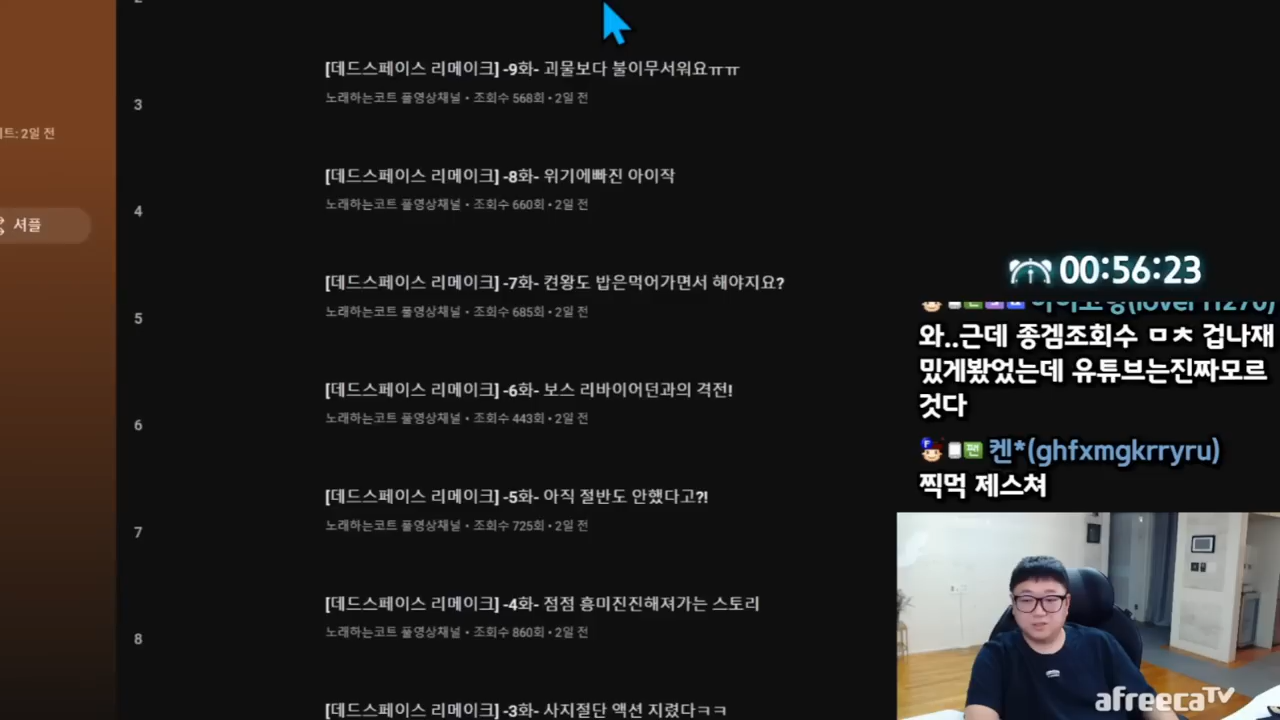 [데드스페이스 리메이크] -9화- 괴물보다 불이무서워요ㅠㅠ
노래하는코트 풀영상채널 • 조회수 568회 • 2일 전
3
트: 2일 전
[데드스페이스 리메이크] -8화- 위기에빠진 아이작
노래하는코트 풀영상채널 • 조회수 660회 • 2일 전
4
셔플
[데드스페이스 리메이크] -7화- 컨왕도 밥은먹어가면서 해야지요?
노래하는코트 풀영상채널 • 조회수 685회 • 2일 전
5
[데드스페이스 리메이크] -6화- 보스 리바이어던과의 격전!
노래하는코트 풀영상채널 • 조회수 443회 • 2일 전
6
[데드스페이스 리메이크] -5화- 아직 절반도 안했다고?!
노래하는코트 풀영상채널 • 조회수 725회 • 2일 전
7
[데드스페이스 리메이크] -4화- 점점 흥미진진해져가는 스토리
노래하는코트 풀영상채널 • 조회수 860회 • 2일 전
8
[데드스페이스 리메이크] -3화- 사지절단 액션 지렸다ㅋㅋ
00:56:23
와..근데 종겜조회수 ㅁㅊ 겁나재
밌게봤었는데 유튜브는진짜모르
것다
팬 켄*(ghfxmgkrryru)
찍먹 제스쳐
afreecaTV